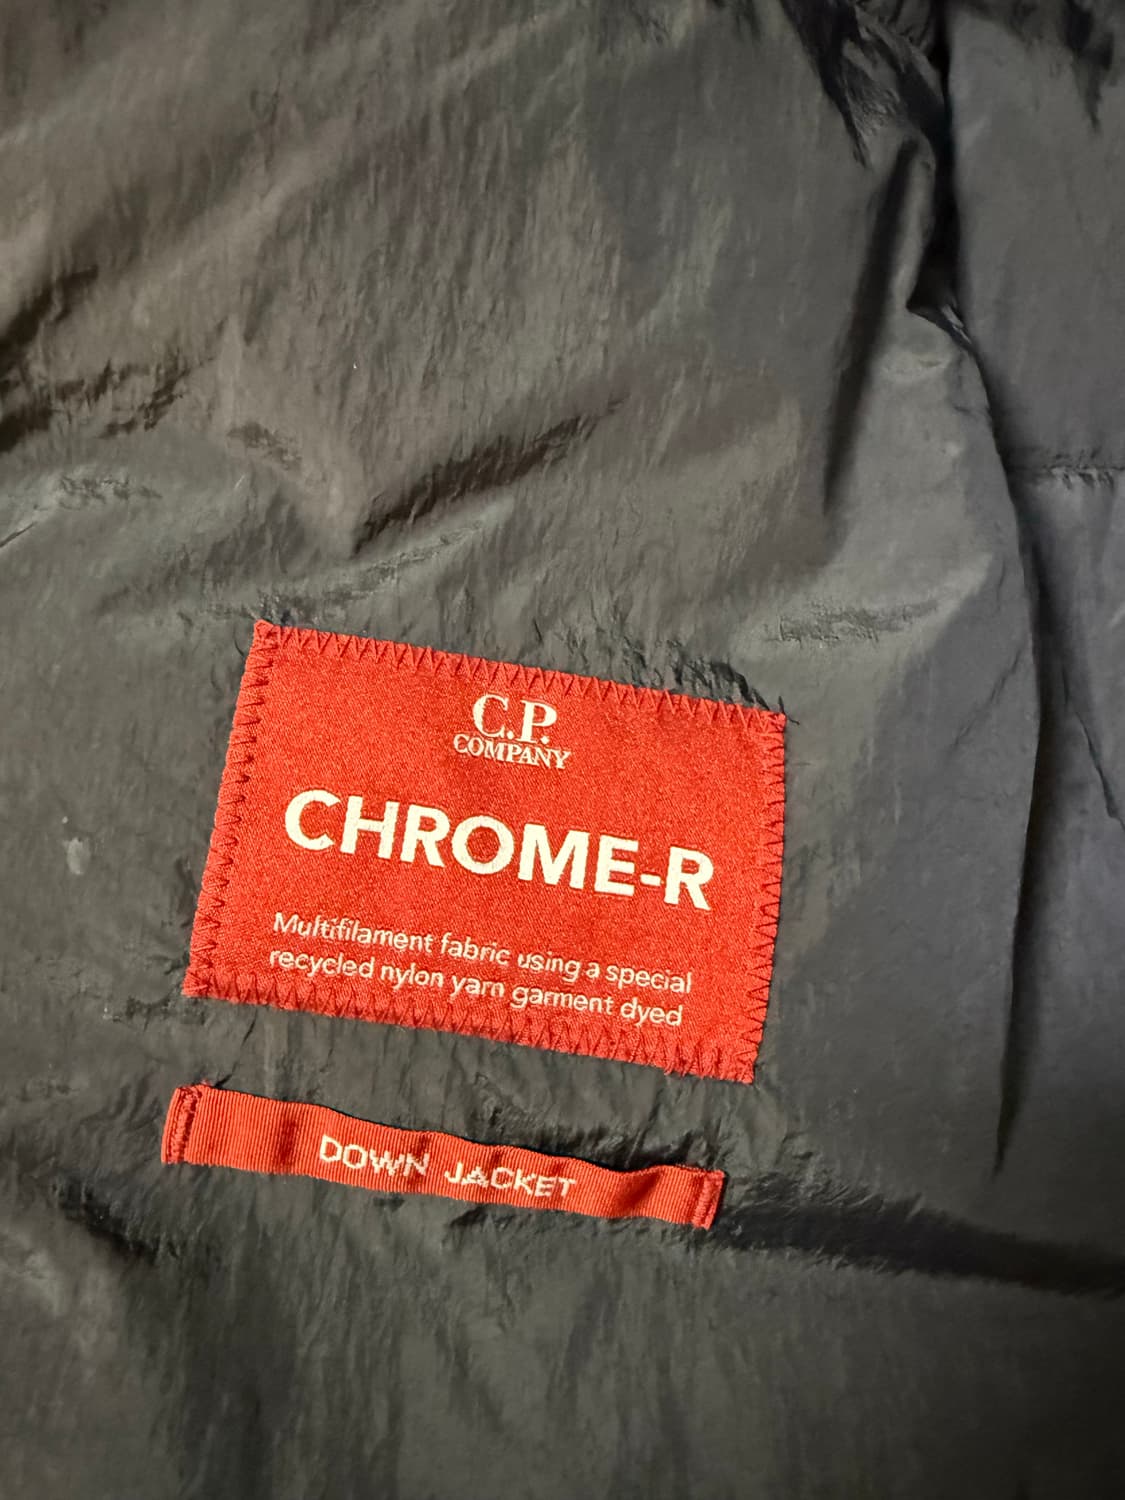 C.P.
COMPANY
CHROME-R
Multifilament fabric using a special
recycled nylon yarn garment dyed
DOWN JACKET